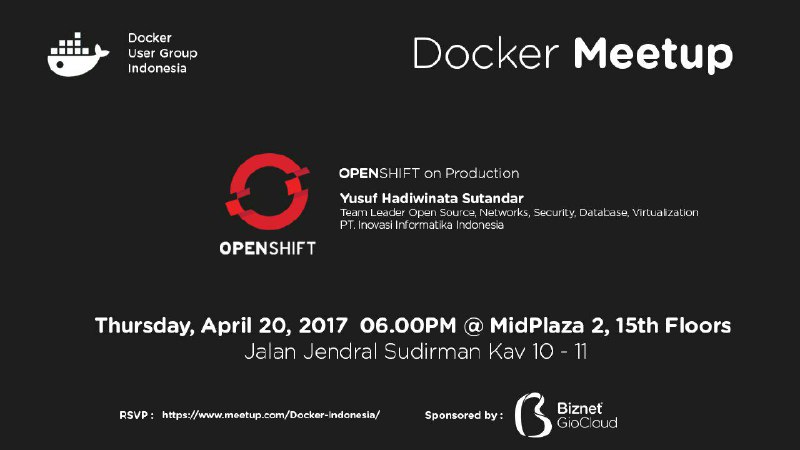 Docker
User Group
Indonesia
Docker Meetup
OPENSHIFT on Production
Yusuf Hadiwinata Sutandar
Team Leader Open Source, Networks, Security, Database, Virtualization
PT. Inovasi Informatika Indonesia
OPENSHIFT
Thursday, April 20, 2017 06.00PM @ MidPlaza 2, 15th Floors
Jalan Jendral Sudirman Kav 10 - 11
RSVP : https://www.meetup.com/Docker-Indonesia/
Sponsored by :
Biznet
GioCloud